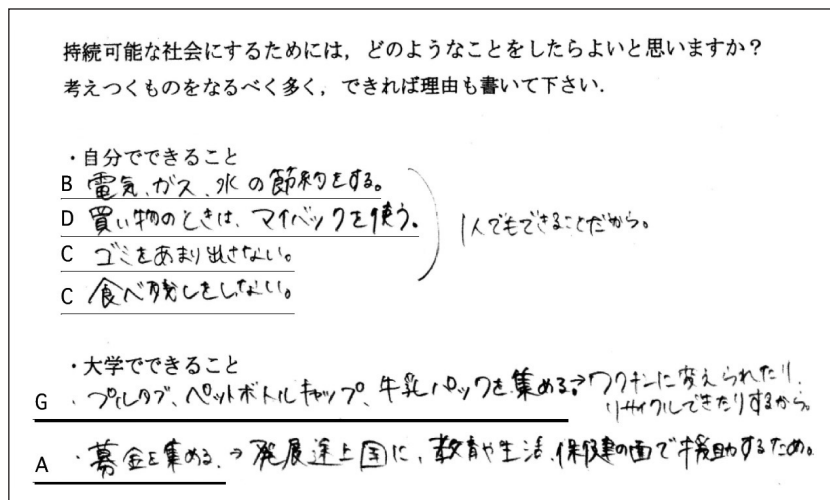 持続可能な社会にするためには，どのようなことをしたらよいと思いますか？
考えつくものをなるべく多く，できれば理由も書いて下さい．
・自分でできること
B 電気、ガス、水の節約をする。
D 買い物のときは、マイバックを使う。
1人でもできることだから。
C ゴミをあまり出さない。
C 食べ残しをしない。
・大学でできること
G ・プルタブ、ペットボトルキャップ、牛乳パックを集める。→ワクチンに変えられたり、
リサイクルできたりするから。
A ・募金を集める。→発展途上国に、教育や生活、保健の面で援助するため。